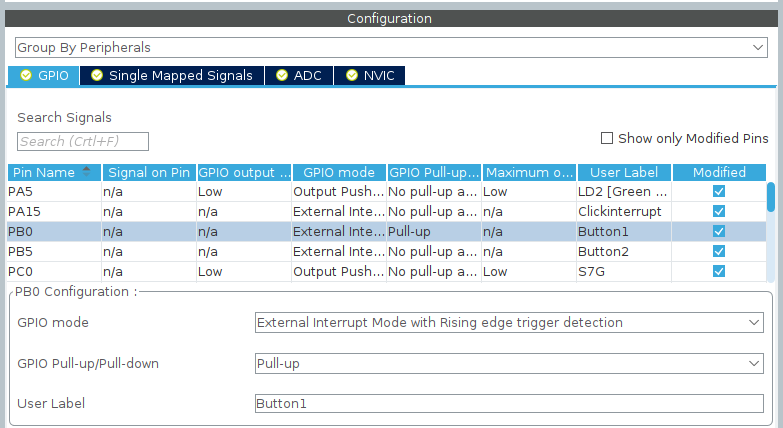 Configuration
Group By Peripherals
GPIO Single Mapped Signals ADC NVIC
Search Signals
Search (Crtl+F)
Show only Modified Pins
Pin Name Signal on Pin GPIO output ... GPIO mode GPIO Pull-up... Maximum o... User Label Modified
PA5 n/a Low Output Push... No pull-up a... Low LD2 [Green ...
PA15 n/a n/a External Inte... No pull-up a... n/a Clickinterrupt
PB0 n/a n/a External Inte... Pull-up n/a Button1
PB5 n/a n/a External Inte... No pull-up a... n/a Button2
PC0 n/a Low Output Push... No pull-up a... Low S7G
PB0 Configuration :
GPIO mode External Interrupt Mode with Rising edge trigger detection
GPIO Pull-up/Pull-down Pull-up
User Label Button1